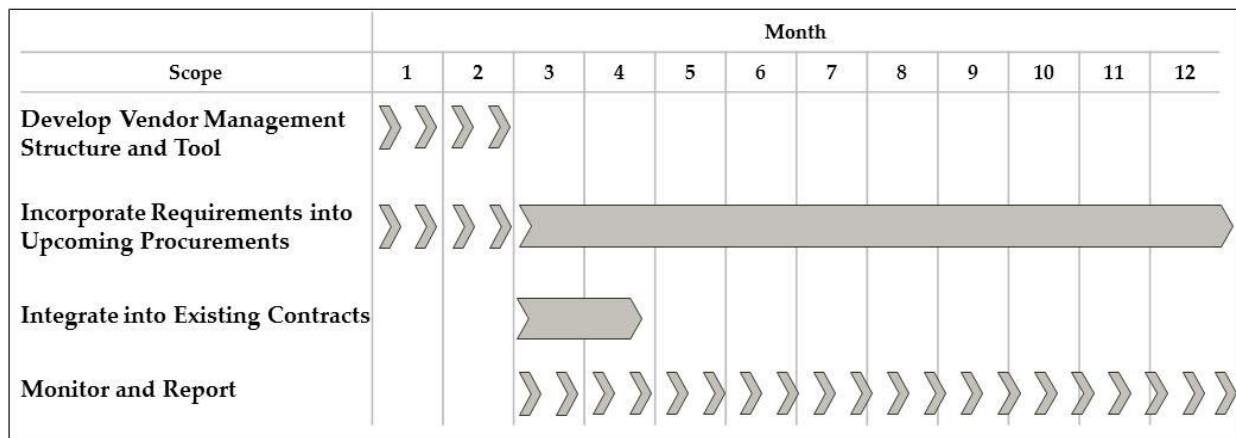 Month
Scope 1 2 3 4 5 6 7 8 9 10 11 12
Develop Vendor Management
Structure and Tool
Incorporate Requirements into
Upcoming Procurements
Integrate into Existing Contracts
Monitor and Report